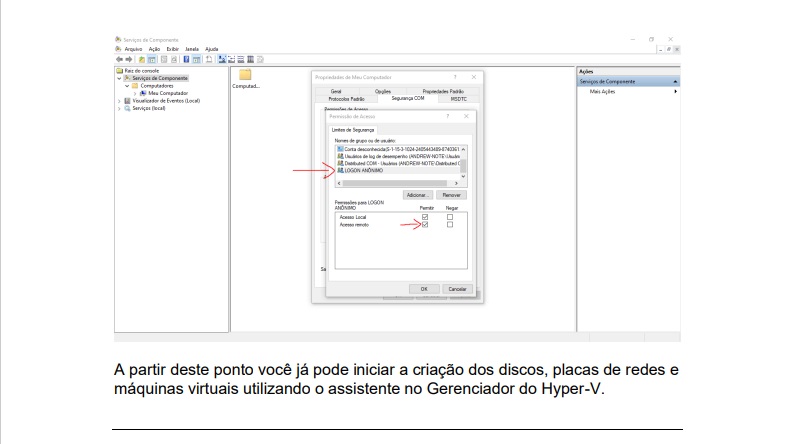 Serviços de Componente
Arquivo Ação Exibir Janela Ajuda
Raiz do console
Serviços de Componente
Computadores
Meu Computador
Visualizador de Eventos (Local)
Serviços (local)
Computad...
Propriedades de Meu Computador
Geral Opções Propriedades Padrão
Protocolos Padrão Segurança COM MSDTC
Permissões de Acesso
Permissão de Acesso
Limites de Segurança
Nomes de grupo ou de usuário:
Conta desconhecida(S-1-15-3-1024-2405443489-8740361
Usuários de log de desempenho (ANDREW-NOTE\Usuári
Distributed COM - Usuários (ANDREW-NOTE\Distributed C
LOGON ANÔNIMO
Adicionar... Remover
Permissões para LOGON
ANÔNIMO Permitir Negar
Acesso Local
Acesso remoto
OK Cancelar
Ações
Serviços de Componente
Mais Ações
A partir deste ponto você já pode iniciar a criação dos discos, placas de redes e
máquinas virtuais utilizando o assistente no Gerenciador do Hyper-V.